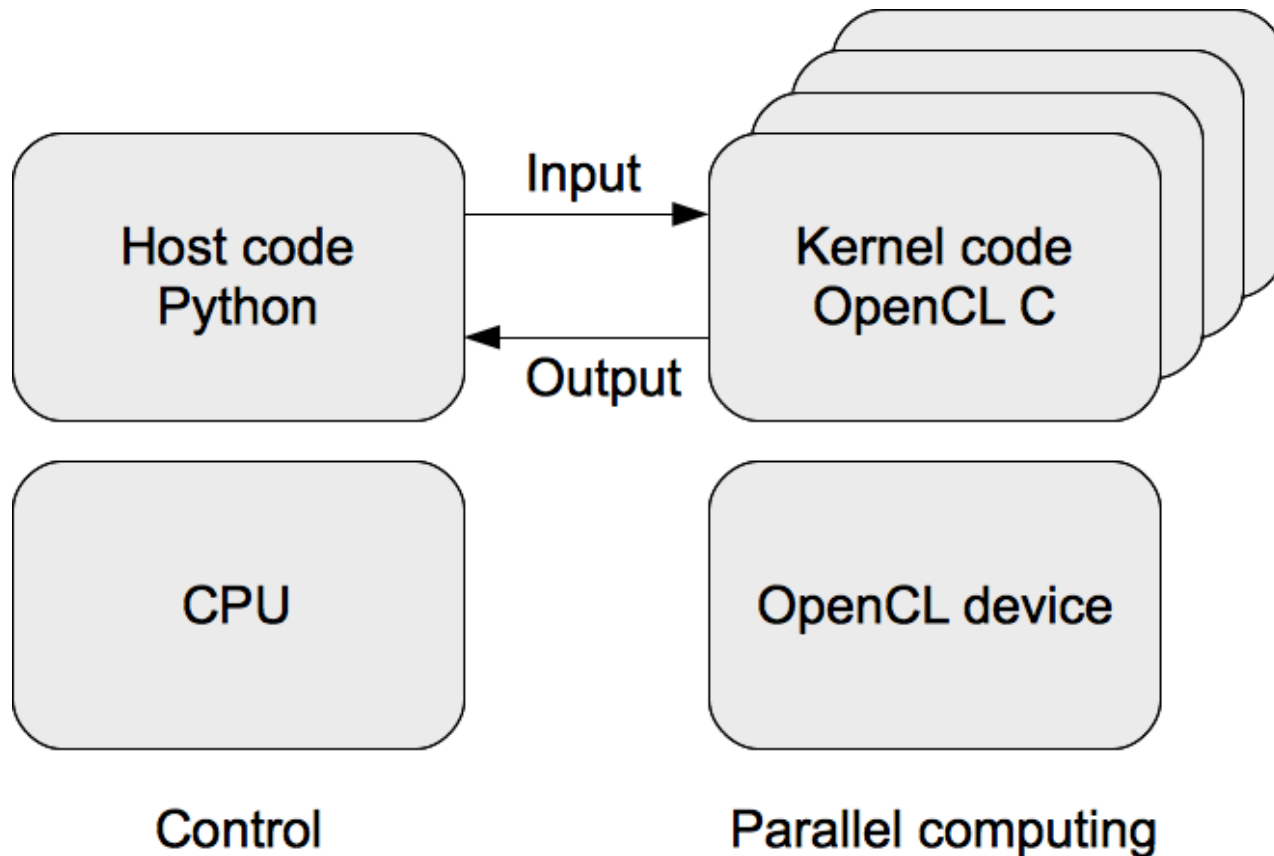 Host code
Python
Input
Output
Kernel code
OpenCL C
CPU
OpenCL device
Control
Parallel computing